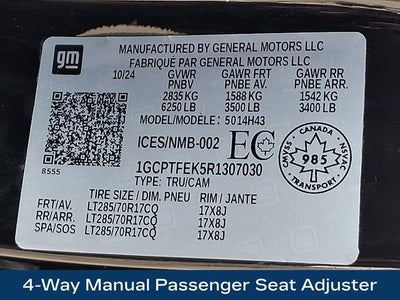 gm
MANUFACTURED BY GENERAL MOTORS LLC
FABRIQUÉ PAR GENERAL MOTORS LLC
10/24 GVWR GAWR FRT GAWR RR
PNBV PNBE AV. PNBE ARR.
2835 KG 1588 KG 1542 KG
6250 LB 3500 LB 3400 LB
MODEL/MODÈLE: 5014H43
ICES/NMB-002 EC
8555
1GCPTFEK5R1307030
TYPE: TRU/CAM
CANADA
SVMAC NSVAC
985
TRANSPORT
TIRE SIZE / DIM. PNEU RIM / JANTE
FRT/AV. LT285/70R17CQ 17X8J
RR/ARR. LT285/70R17CQ 17X8J
SPA/SOS LT285/70R17CQ 17X8J
4-Way Manual Passenger Seat Adjuster